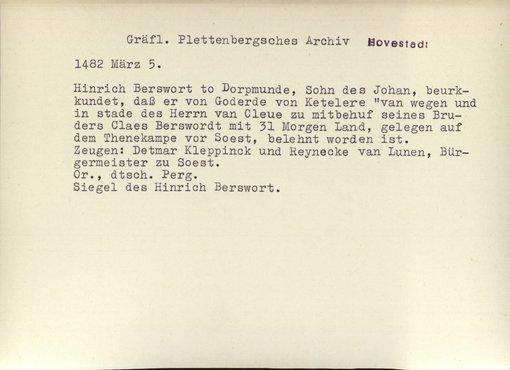 Gräfl. Plettenbergsches Archiv Hovestadt
1482 März 5.
Hinrich Berswort to Dorpmunde, Sohn des Johan, beurk-
kundet, daß er von Goderde von Ketelere "van wegen und
in stade des Herrn van Cleue zu mitbehuf seines Bru-
ders Claes Berswordt mit 31 Morgen Land, gelegen auf
dem Thenekampe vor Soest, belehnt worden ist.
Zeugen: Detmar Kleppinck und Reynecke van Lunen, Bür-
germeister zu Soest.
Or., dtsch. Perg.
Siegel des Hinrich Berswort.